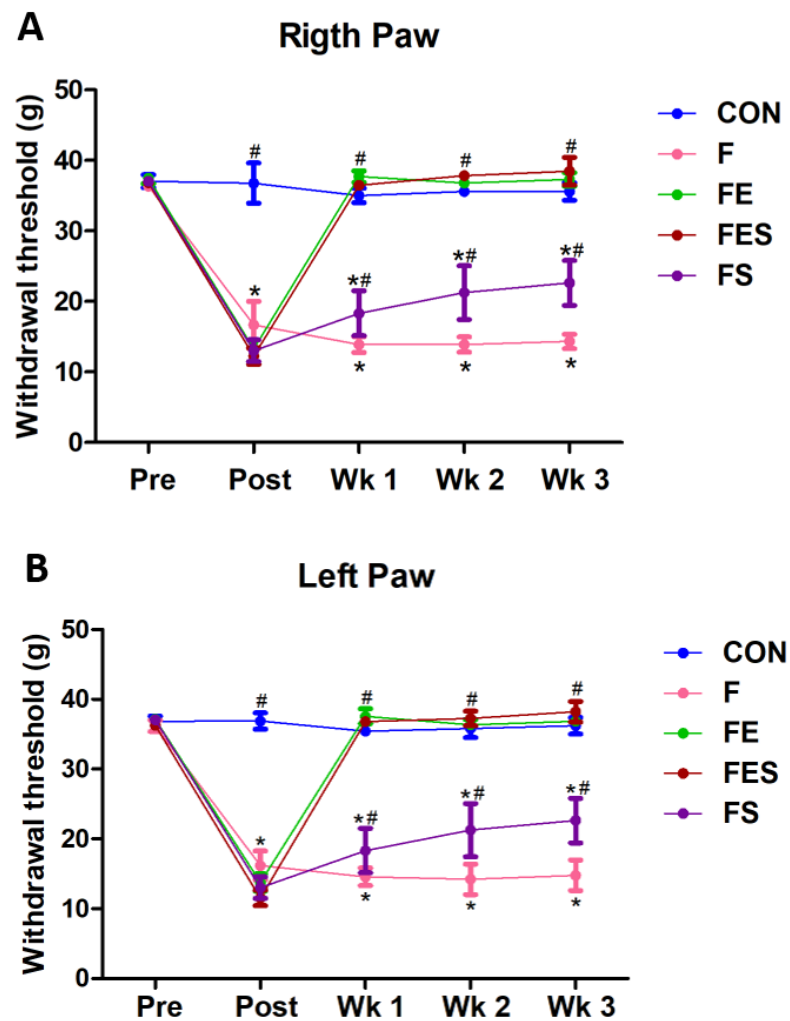 A
Rigth Paw
Withdrawal threshold (g)
50
40
30
20
10
0
# # # #
* *# *# *#
* * *
Pre Post Wk 1 Wk 2 Wk 3
CON
F
FE
FES
FS
B
Left Paw
Withdrawal threshold (g)
50
40
30
20
10
0
# # # #
* *# *# *#
* * *
Pre Post Wk 1 Wk 2 Wk 3
CON
F
FE
FES
FS